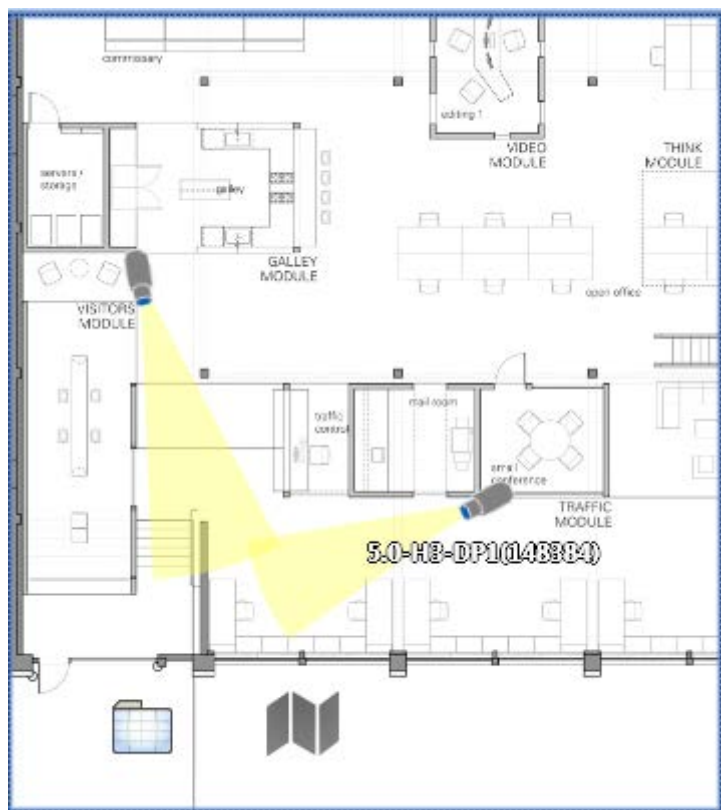 commissary
editing 1
VIDEO
MODULE
THINK
MODULE
servers /
storage
galley
GALLEY
MODULE
open office
VISITORS
MODULE
mail room
traffic
control
small
conference
TRAFFIC
MODULE
5.0-H3-DP1(148384)